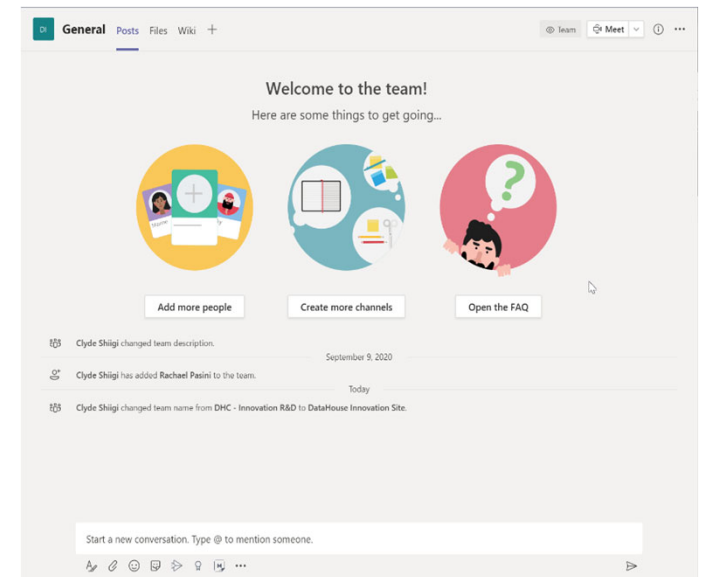 DI General Posts Files Wiki + Team Meet
Welcome to the team!
Here are some things to get going...
Add more people Create more channels Open the FAQ
Clyde Shiigi changed team description.
September 9, 2020
Clyde Shiigi has added Rachael Pasini to the team.
Today
Clyde Shiigi changed team name from DHC - Innovation R&D to DataHouse Innovation Site.
Start a new conversation. Type @ to mention someone.